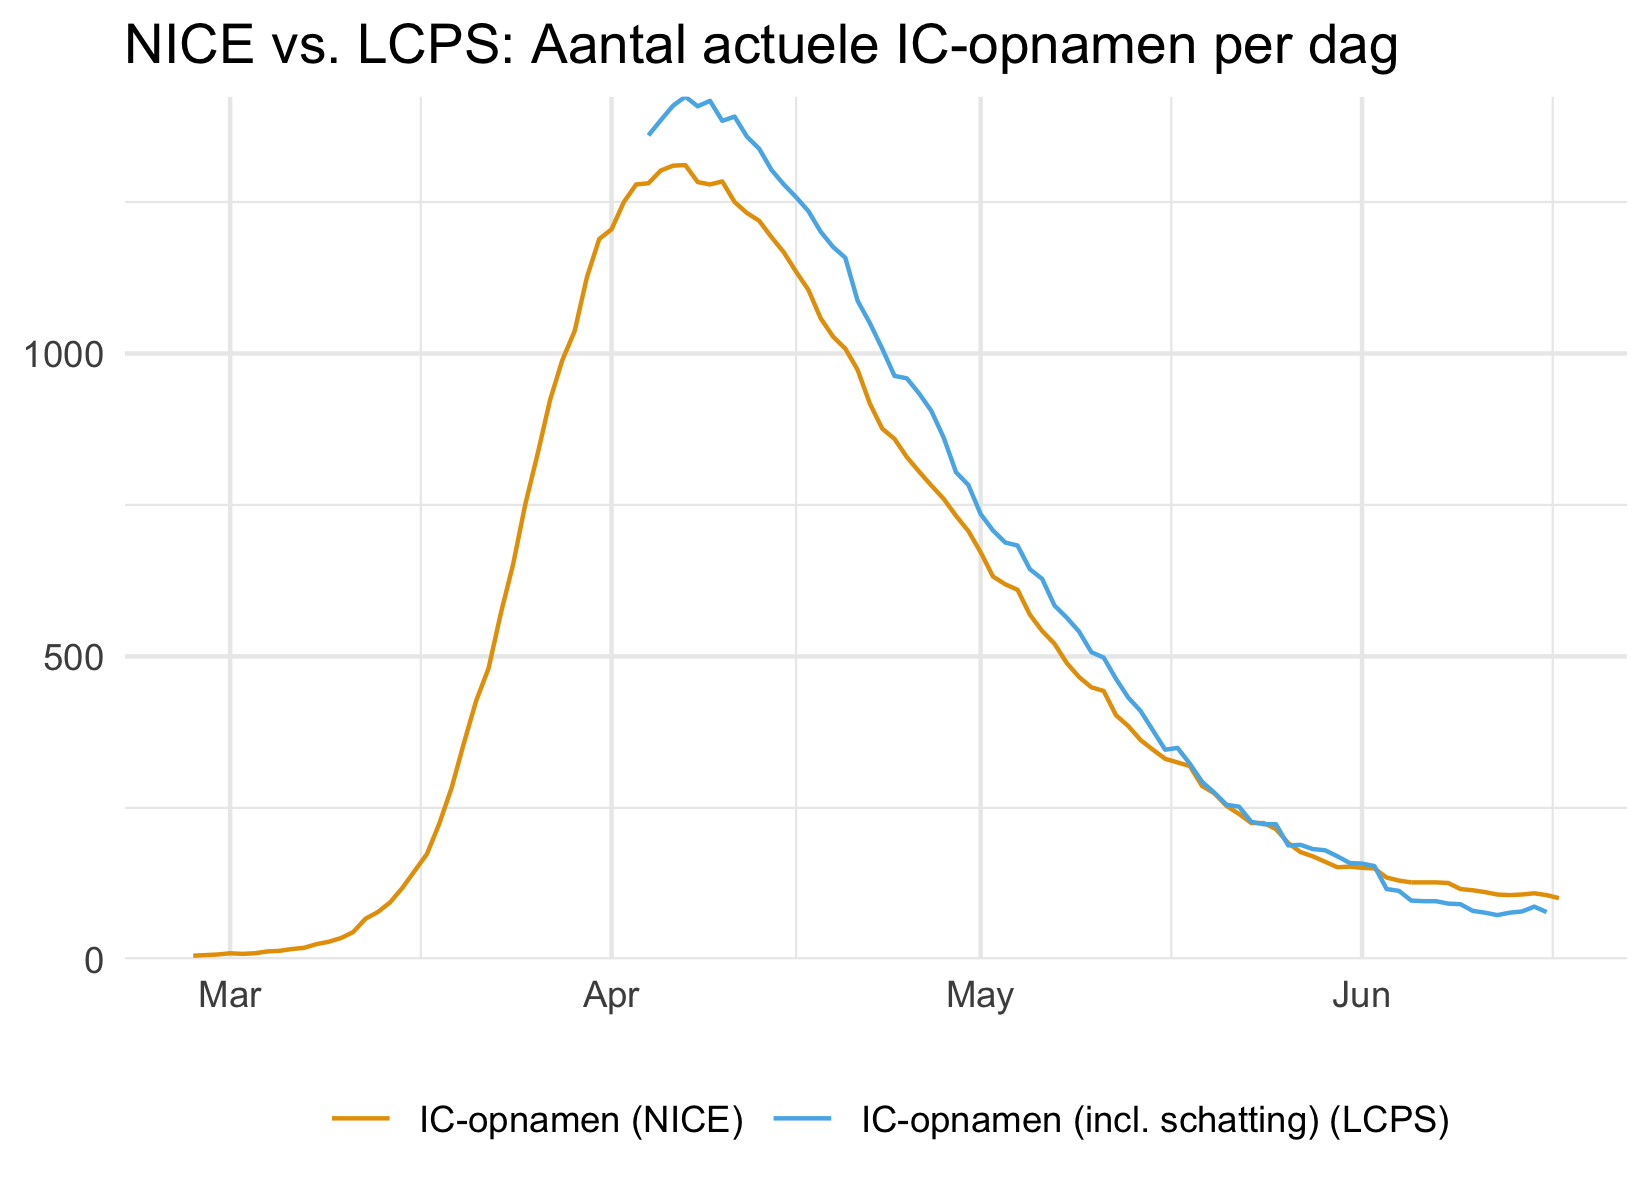 NICE vs. LCPS: Aantal actuele IC-opnamen per dag
1000
500
0
Mar Apr May Jun
IC-opnamen (NICE) IC-opnamen (incl. schatting) (LCPS)